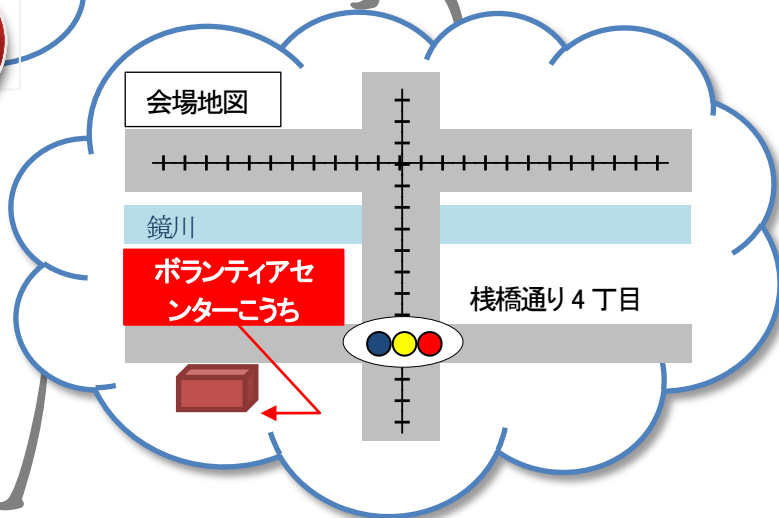 会場地図
鏡川
ボランティアセ
ンターこうち
桟橋通り4丁目